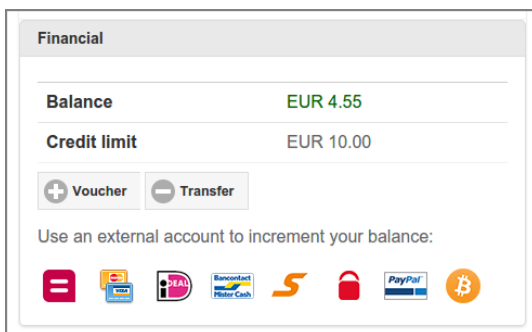 Financial
Balance EUR 4.55
Credit limit EUR 10.00
Voucher Transfer
Use an external account to increment your balance:
VISA iDEAL Bancontact Mister Cash PayPal